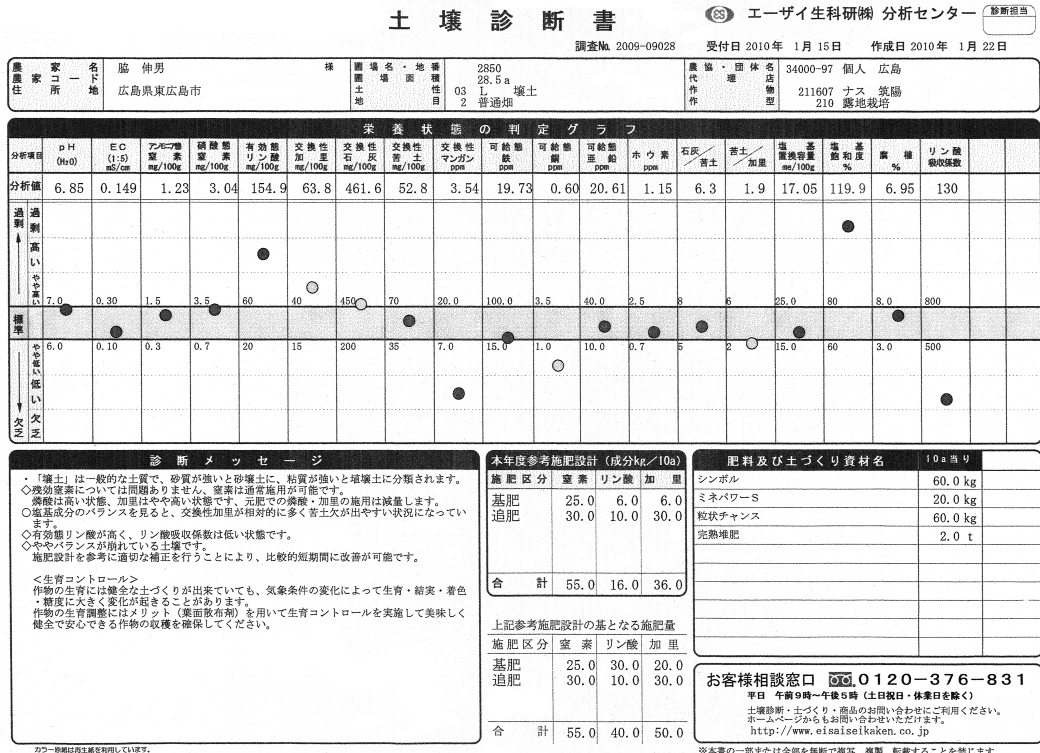 土壌診断書
ES エーザイ生科研㈱ 分析センター
診断担当
調査No. 2009-09028 受付日 2010年 1月15日 作成日 2010年 1月22日
農家名 脇 伸男 様
農家コード
住所地 広島県東広島市
圃場名・地番 2850
圃場面積 28.5a
土性 03 L 壌土
地目 2 普通畑
農協・団体名 34000-97 個人 広島
代理店
作物 211607 ナス 筑陽
作型 210 露地栽培
栄養状態の判定グラフ
分析項目 pH (H₂O) EC (1:5) mS/cm アンモニア態窒素 mg/100g 硝酸態窒素 mg/100g 有効態リン酸 mg/100g 交換性加里 mg/100g 交換性石灰 mg/100g 交換性苦土 mg/100g 交換性マンガン ppm 可給態鉄 ppm 可給態銅 ppm 可給態亜鉛 ppm ホウ素 ppm 石灰/苦土 苦土/加里 塩基置換容量 me/100g 塩基飽和度 % 腐植 % リン酸吸収係数
分析値 6.85 0.149 1.23 3.04 154.9 63.8 461.6 52.8 3.54 19.73 0.60 20.61 1.15 6.3 1.9 17.05 119.9 6.95 130
過剰 過剰
高い
やや高い 7.0 0.30 1.5 3.5 60 40 450 70 20.0 100.0 3.5 40.0 2.5 8 6 25.0 80 8.0 800
標準
やや低い 6.0 0.10 0.3 0.7 20 15 200 35 7.0 15.0 1.0 10.0 0.7 5 2 15.0 60 3.0 500
低い
欠乏 欠乏
診断メッセージ
・「壌土」は一般的な土質で、砂質が強いと砂壌土に、粘質が強いと埴壌土に分類されます。
◇残効窒素については問題ありません、窒素は通常施用が可能です。
燐酸は高い状態、加里はやや高い状態です、元肥での燐酸・加里の施用は減量します。
○塩基成分のバランスを見ると、交換性加里が相対的に多く苦土欠が出やすい状況になってい
ます。
◇有効態リン酸が高く、リン酸吸収係数は低い状態です。
◇ややバランスが崩れている土壌です。
施肥設計を参考に適切な補正を行うことにより、比較的短期間に改善が可能です。
＜生育コントロール＞
作物の生育には健全な土づくりが出来ていても、気象条件の変化によって生育・結実・着色
・糖度に大きく変化が起きることがあります。
作物の生育調整にはメリット（葉面散布剤）を用いて生育コントロールを実施して美味しく
健全で安心できる作物の収穫を確保してください。
本年度参考施肥設計（成分kg／10a）
施肥区分 窒素 リン酸 加里
基肥 25.0 6.0 6.0
追肥 30.0 10.0 30.0
合計 55.0 16.0 36.0
上記参考施肥設計の基となる施肥量
施肥区分 窒素 リン酸 加里
基肥 25.0 30.0 20.0
追肥 30.0 10.0 30.0
合計 55.0 40.0 50.0
肥料及び土づくり資材名 10a当り
シンボル 60.0 kg
ミネパワーS 20.0 kg
粒状チャンス 60.0 kg
完熟堆肥 2.0 t
お客様相談窓口 0120-376-831
平日 午前9時～午後5時（土日祝日・休業日を除く）
土壌診断・土づくり・商品のお問い合わせにご利用ください。
ホームページからもお問い合わせいただけます。
http://www.eisaiseikaken.co.jp
カラー原紙は再生紙を利用しています。
※本書の一部または全部を無断で複写、複製、転載することを禁じます